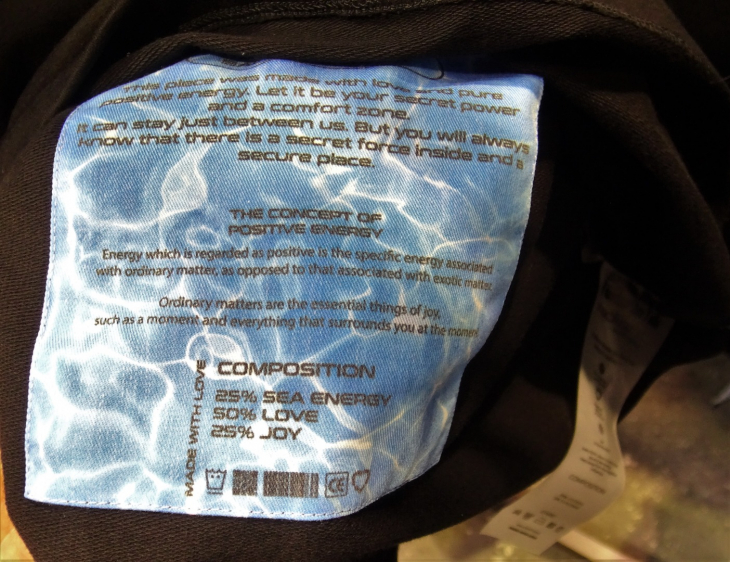 This piece was made with love and pure
positive energy. Let it be your secret power
and a comfort zone.
It can stay just between us. But you will always
know that there is a secret force inside and a
secure place.
THE CONCEPT OF
POSITIVE ENERGY
Energy which is regarded as positive is the specific energy associated
with ordinary matter, as opposed to that associated with exotic matter.
Ordinary matters are the essential things of joy,
such as a moment and everything that surrounds you at the moment
MADE WITH LOVE
COMPOSITION
25% SEA ENERGY
50% LOVE
25% JOY
CE